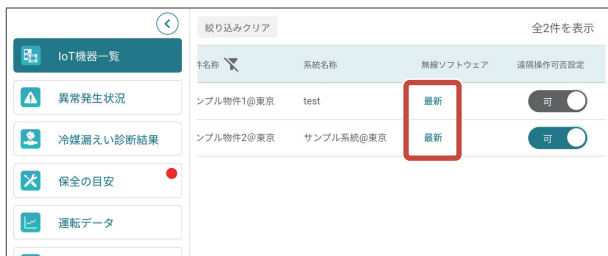 IoT機器一覧
異常発生状況
冷媒漏えい診断結果
保全の目安
運転データ
絞り込みクリア
全2件を表示
件名称 系統名称 無線ソフトウェア 遠隔操作可否設定
ンプル物件1@東京 test 最新 可
ンプル物件2@東京 サンプル系統@東京 最新 可